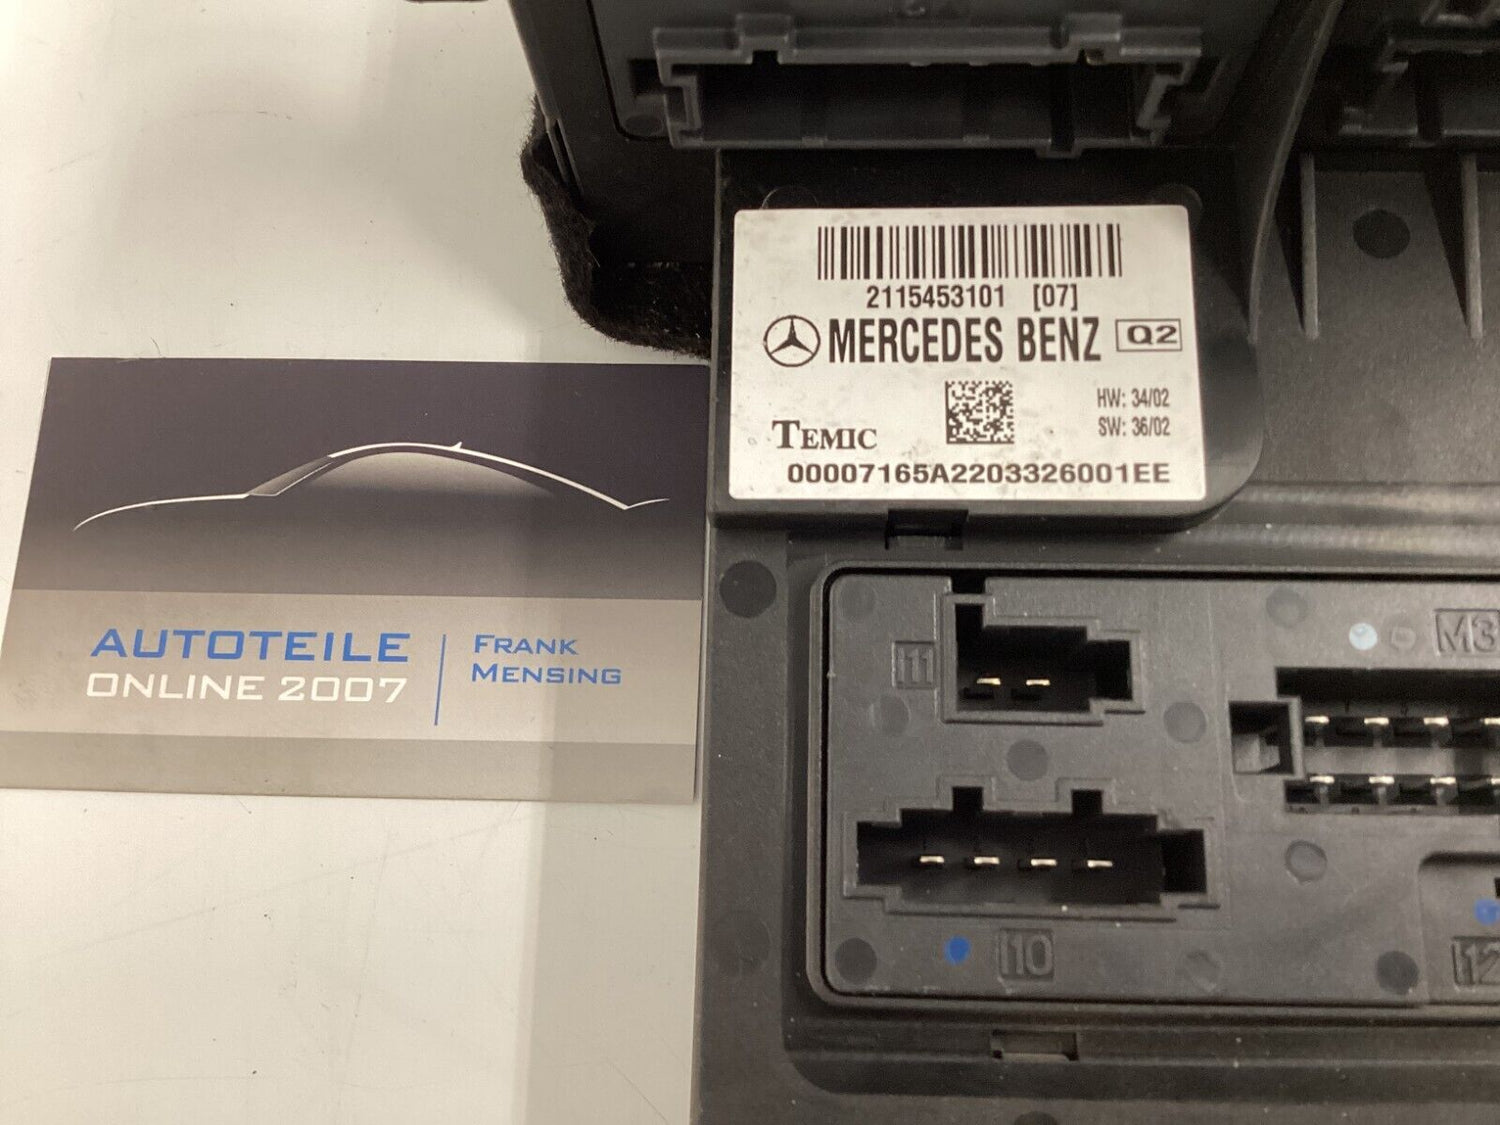 2115453101 [07]
MERCEDES BENZ Q2
HW: 34/02
SW: 36/02
TEMIC
00007165A2203326001EE
AUTOTEILE
ONLINE 2007
FRANK
MENSING
I11
M3
I10
I12